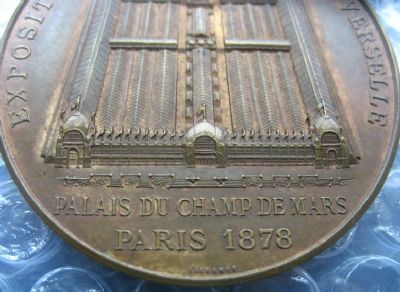 EXPOSIT
VERSELLE
PALAIS DU CHAMP DE MARS
PARIS 1878